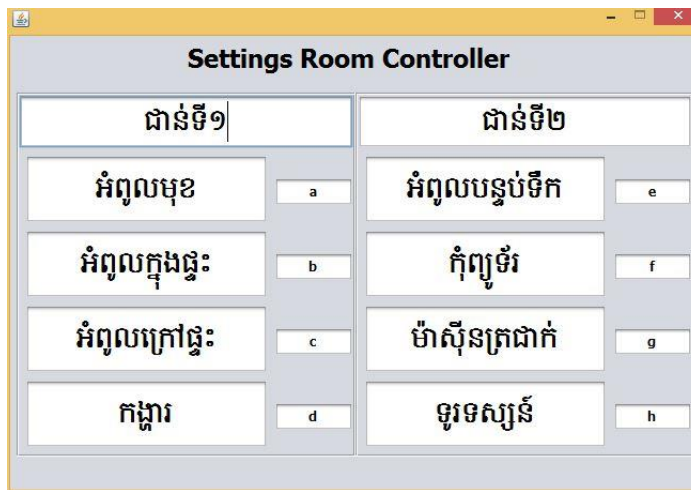 Settings Room Controller
ជាន់ទី១
ជាន់ទី២
អំពូលមុខ
a
អំពូលបន្ទប់ទឹក
e
អំពូលក្នុងផ្ទះ
b
កុំព្យូទ័រ
f
អំពូលក្រៅផ្ទះ
c
ម៉ាស៊ីនត្រជាក់
g
កង្ហារ
d
ទូរទស្សន៍
h